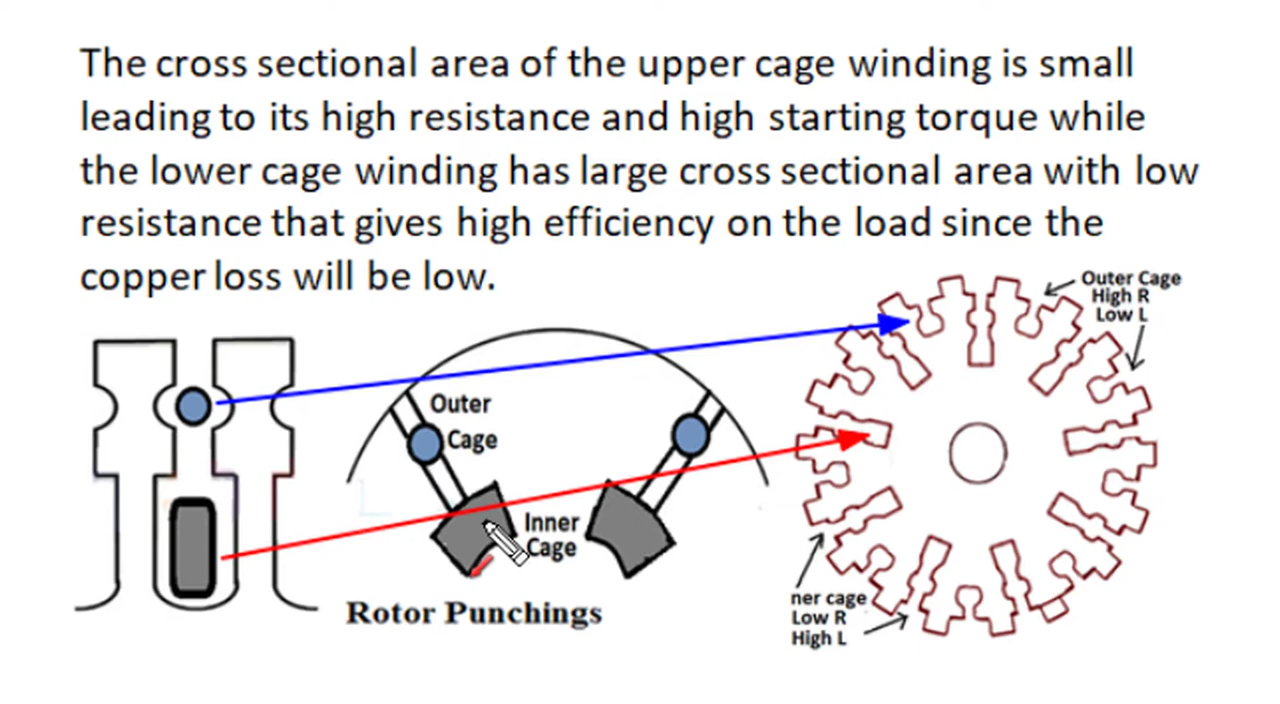 The cross sectional area of the upper cage winding is small
leading to its high resistance and high starting torque while
the lower cage winding has large cross sectional area with low
resistance that gives high efficiency on the load since the
copper loss will be low.
Outer Cage
High R
Low L
Outer
Cage
Inner
Cage
Rotor Punchings
ner cage
Low R
High L